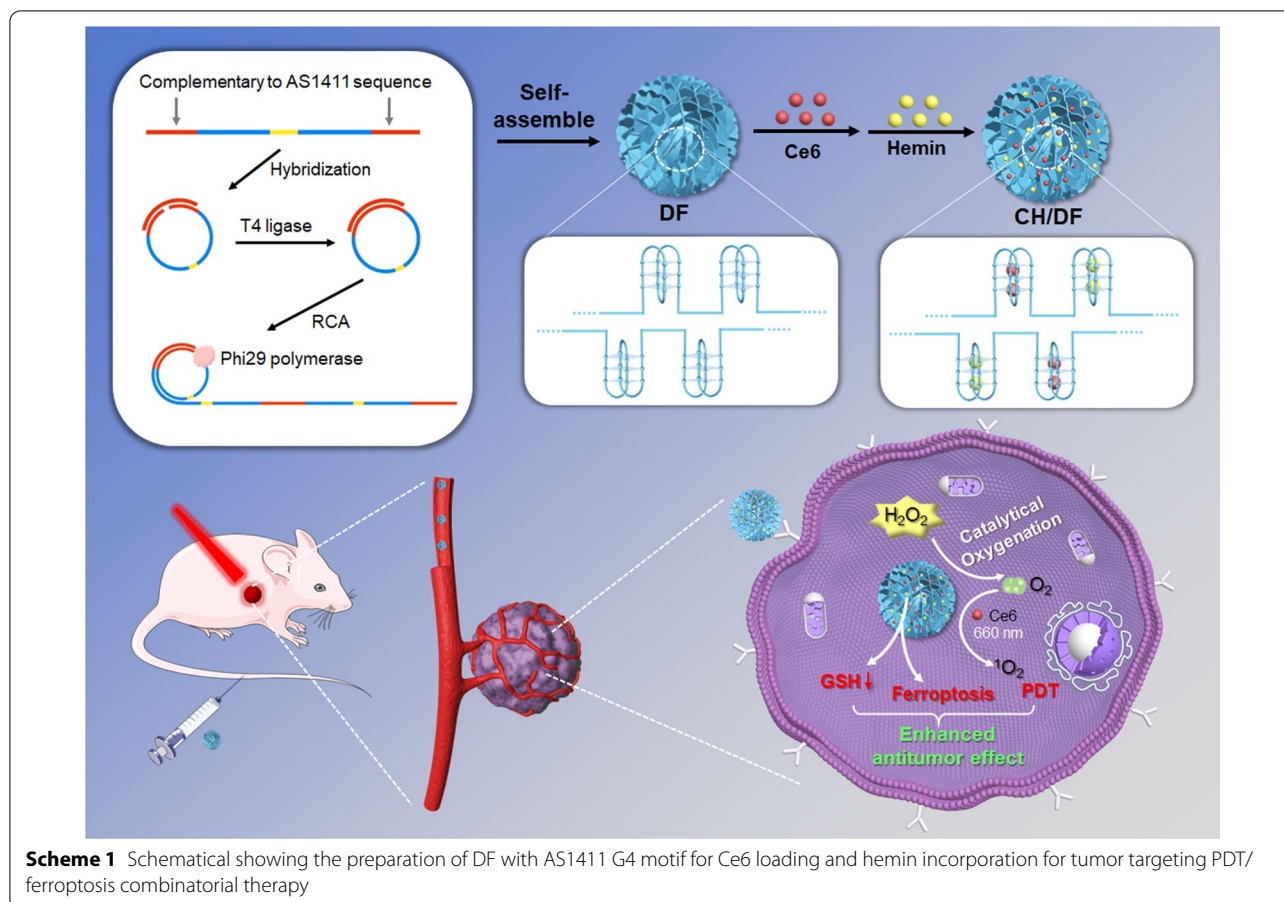 Complementary to AS1411 sequence
Hybridization
T4 ligase
RCA
Phi29 polymerase
Self-
assemble
DF
Ce6
Hemin
CH/DF
H₂O₂
Catalytical
Oxygenation
O₂
Ce6
660 nm
¹O₂
GSH↓
Ferroptosis
PDT
Enhanced
antitumor effect
Scheme 1 Schematical showing the preparation of DF with AS1411 G4 motif for Ce6 loading and hemin incorporation for tumor targeting PDT/
ferroptosis combinatorial therapy